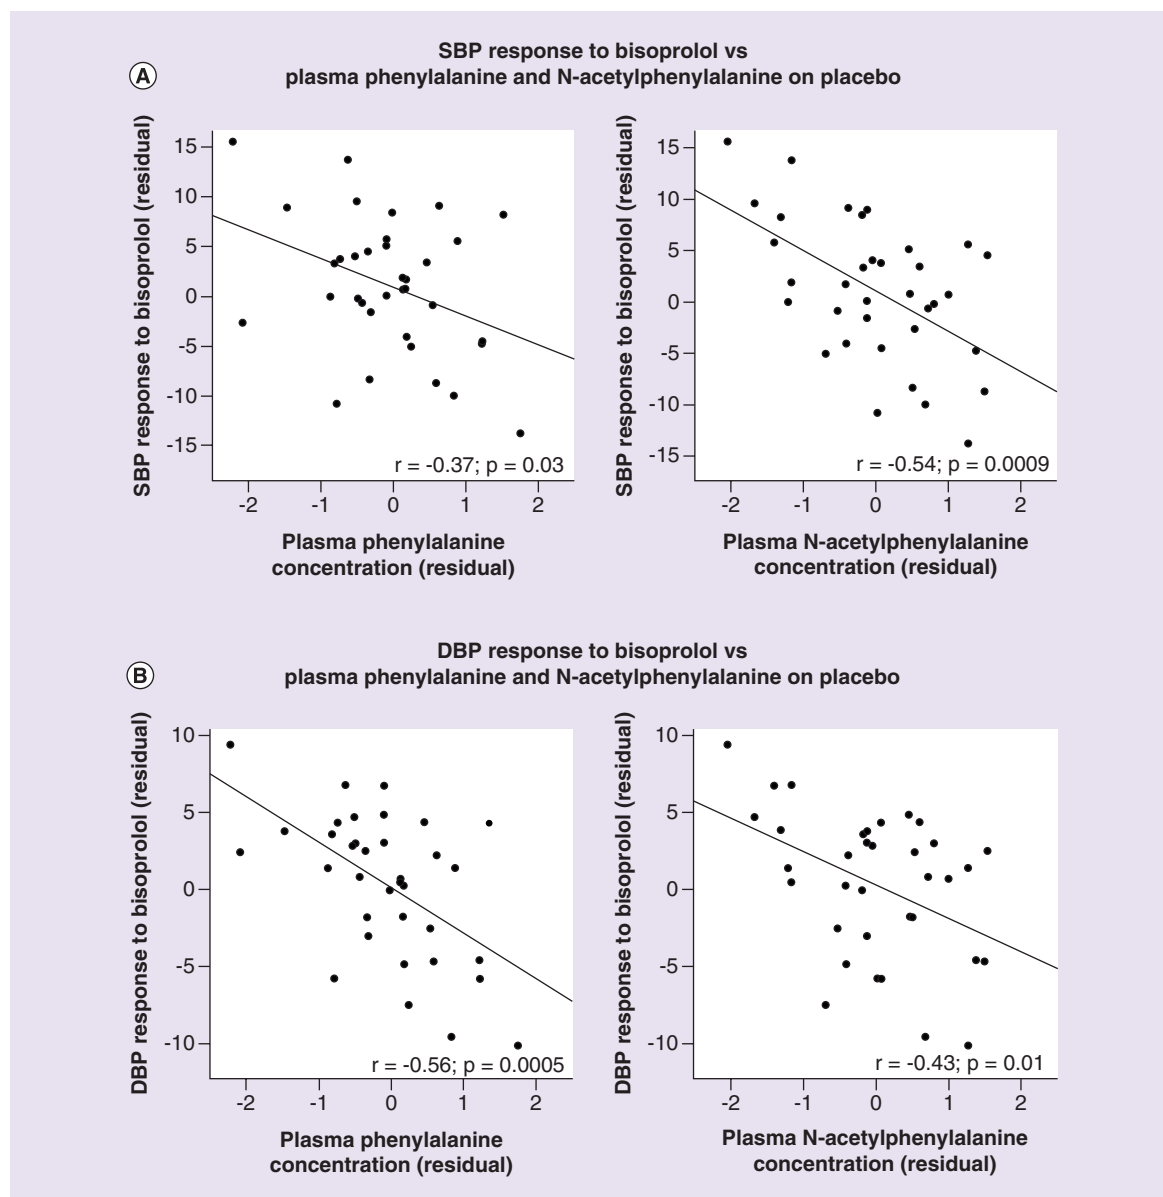 A
SBP response to bisoprolol vs
plasma phenylalanine and N-acetylphenylalanine on placebo
SBP response to bisoprolol (residual)
15
10
5
0
-5
-10
-15
r = -0.37; p = 0.03
-2 -1 0 1 2
Plasma phenylalanine
concentration (residual)
SBP response to bisoprolol (residual)
15
10
5
0
-5
-10
-15
r = -0.54; p = 0.0009
-2 -1 0 1 2
Plasma N-acetylphenylalanine
concentration (residual)
B
DBP response to bisoprolol vs
plasma phenylalanine and N-acetylphenylalanine on placebo
DBP response to bisoprolol (residual)
10
5
0
-5
-10
r = -0.56; p = 0.0005
-2 -1 0 1 2
Plasma phenylalanine
concentration (residual)
DBP response to bisoprolol (residual)
10
5
0
-5
-10
r = -0.43; p = 0.01
-2 -1 0 1 2
Plasma N-acetylphenylalanine
concentration (residual)